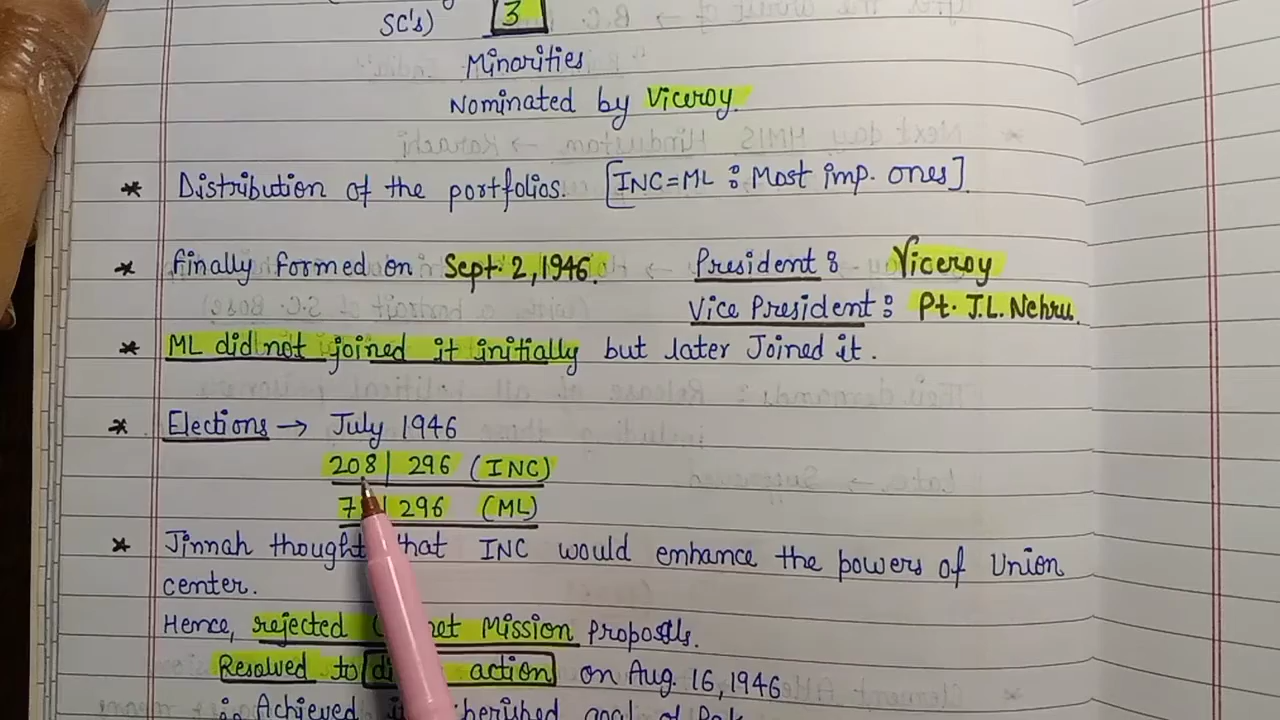 SC's) 3
Minorities
Nominated by Viceroy.
* Distribution of the portfolios. [INC=ML : Most imp. ones].
* Finally formed on Sept. 2, 1946. President : Viceroy
Vice President : Pt. J.L. Nehru.
* ML did not joined it initially but later Joined it.
* Elections → July 1946
208 | 296 (INC)
| 296 (ML)
* Jinnah thought that INC would enhance the powers of Union
center.
Hence, rejected Mission Proposals.
Resolved to action on Aug. 16, 1946
Achieved goal of